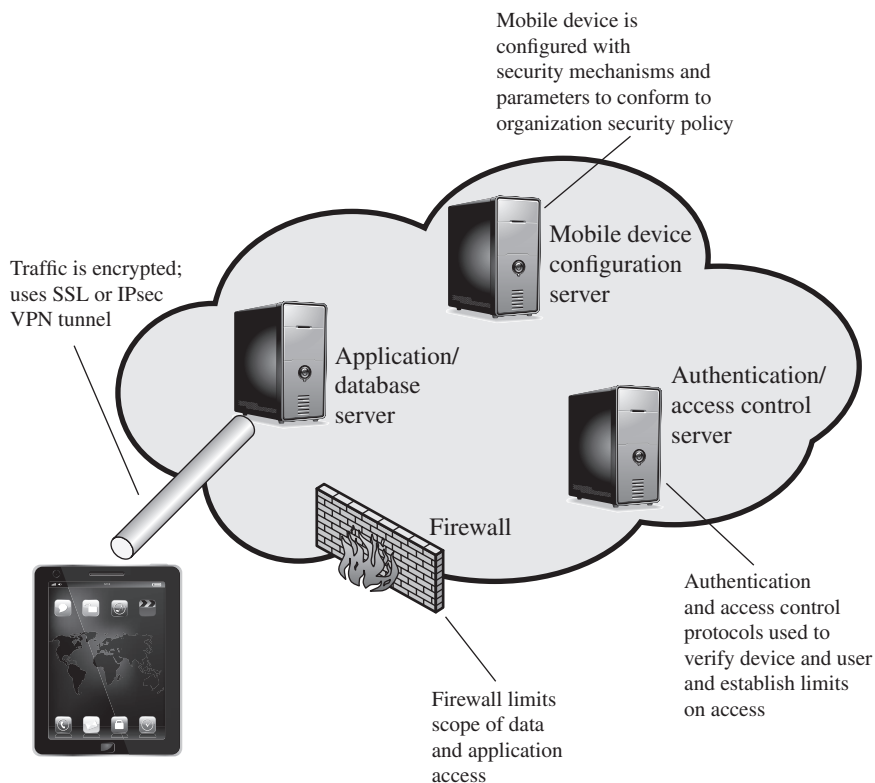 Mobile device is
configured with
security mechanisms and
parameters to conform to
organization security policy
Mobile device
configuration
server
Traffic is encrypted;
uses SSL or IPsec
VPN tunnel
Application/
database
server
Authentication/
access control
server
Firewall
Authentication
and access control
protocols used to
verify device and user
and establish limits
on access
Firewall limits
scope of data
and application
access